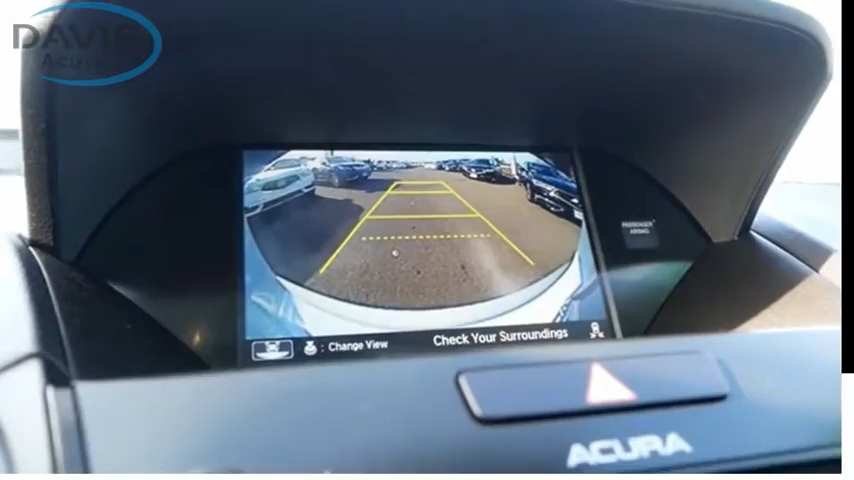 DAVIS
Acura
PASSENGER
AIRBAG
: Change View
Check Your Surroundings
ACURA